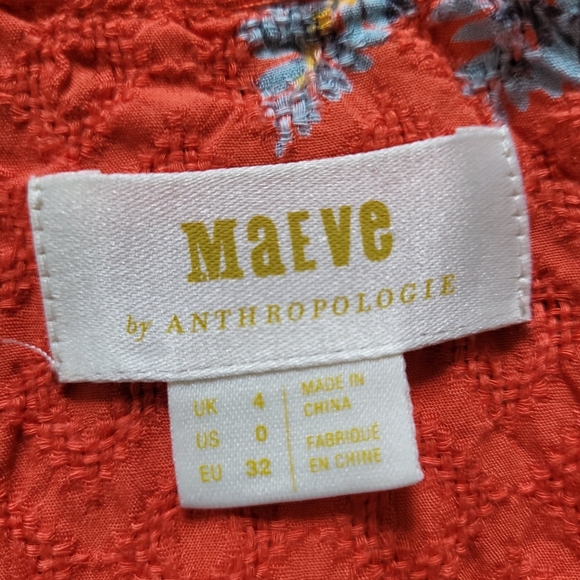 MaEve
by ANTHROPOLOGIE
UK 4
US 0
EU 32
MADE IN
CHINA
FABRIQUÉ
EN CHINE